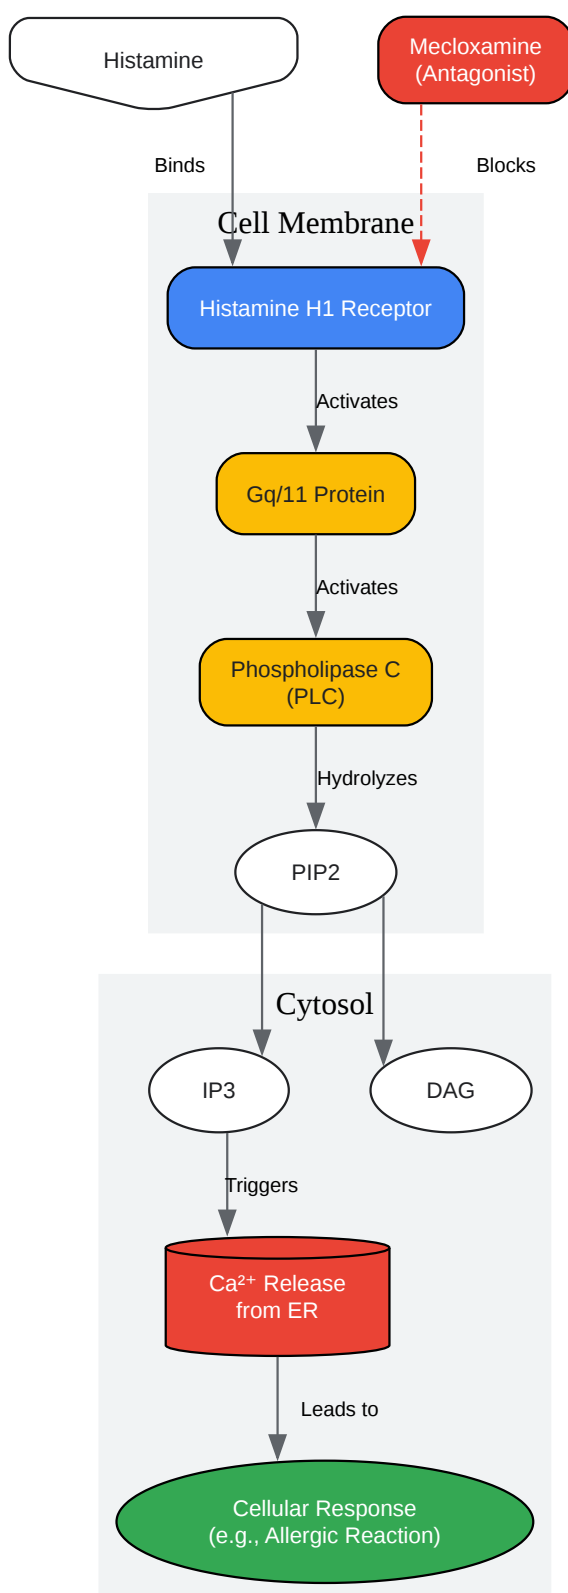 Histamine
Mecloxamine
(Antagonist)
Binds
Blocks
Cell Membrane
Histamine H1 Receptor
Activates
Gq/11 Protein
Activates
Phospholipase C
(PLC)
Hydrolyzes
PIP2
Cytosol
IP3
DAG
Triggers
Ca²⁺ Release
from ER
Leads to
Cellular Response
(e.g., Allergic Reaction)